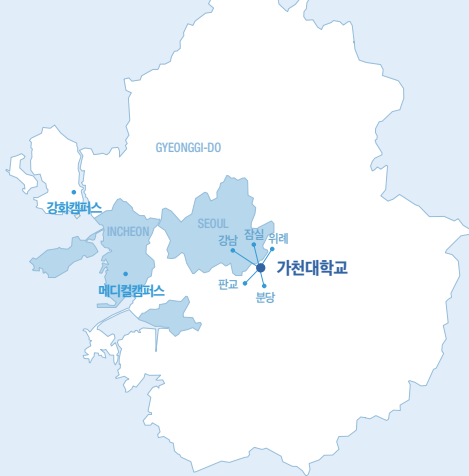 GYEONGGI-DO
강화캠퍼스
INCHEON
SEOUL
강남
잠실
위례
가천대학교
메디컬캠퍼스
판교
분당